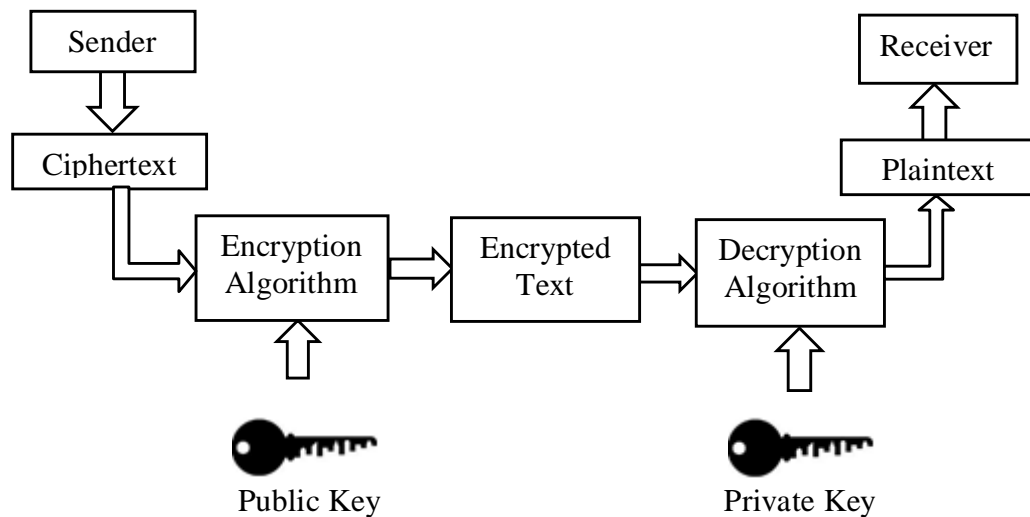 Sender
Receiver
Ciphertext
Plaintext
Encryption
Algorithm
Encrypted
Text
Decryption
Algorithm
Public Key
Private Key